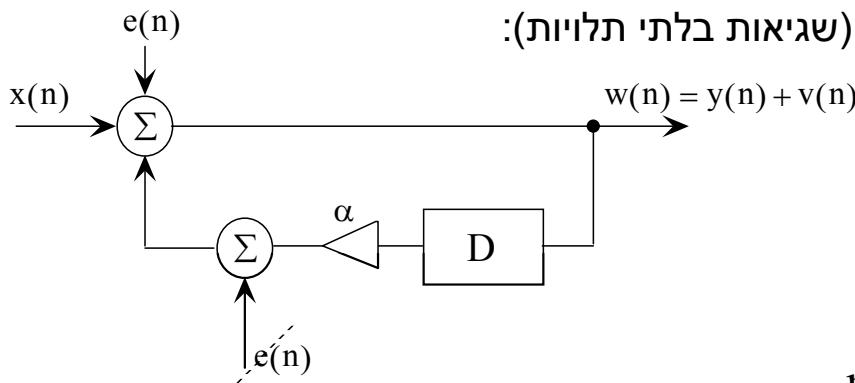 (שגיאות בלתי תלויות):
e(n)
x(n)
Σ
w(n) = y(n) + v(n)
α
Σ
D
e(n)